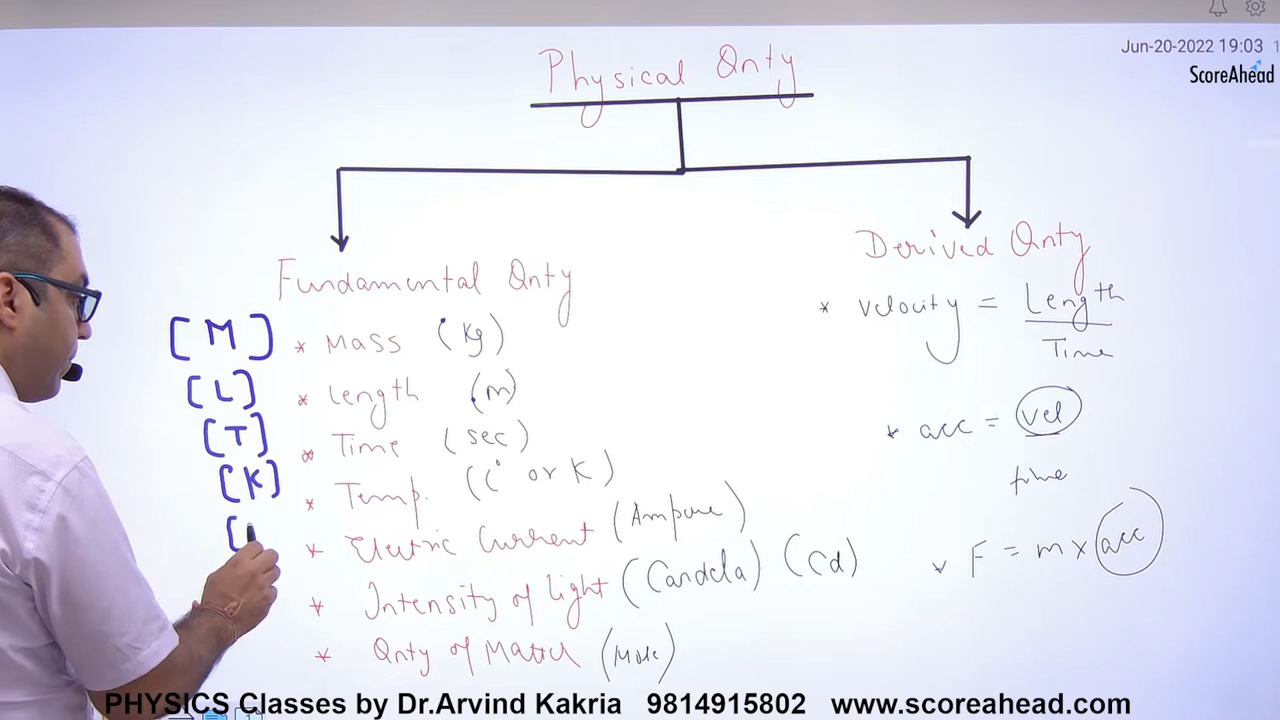 Jun-20-2022 19:03
ScoreAhead
Physical Qnty
Fundamental Qnty
[M] * Mass (Kg)
[L] * Length (m)
[T] * Time (sec)
[K] * Temp. (C° or K)
[ * Electric Current (Ampere)
* Intensity of light (Candela) (Cd)
* Qnty of Matter (Mole)
Derived Qnty
* velocity = Length
Time
* acc = vel
time
* F = m x acc
PHYSICS Classes by Dr.Arvind Kakria 9814915802 www.scoreahead.com